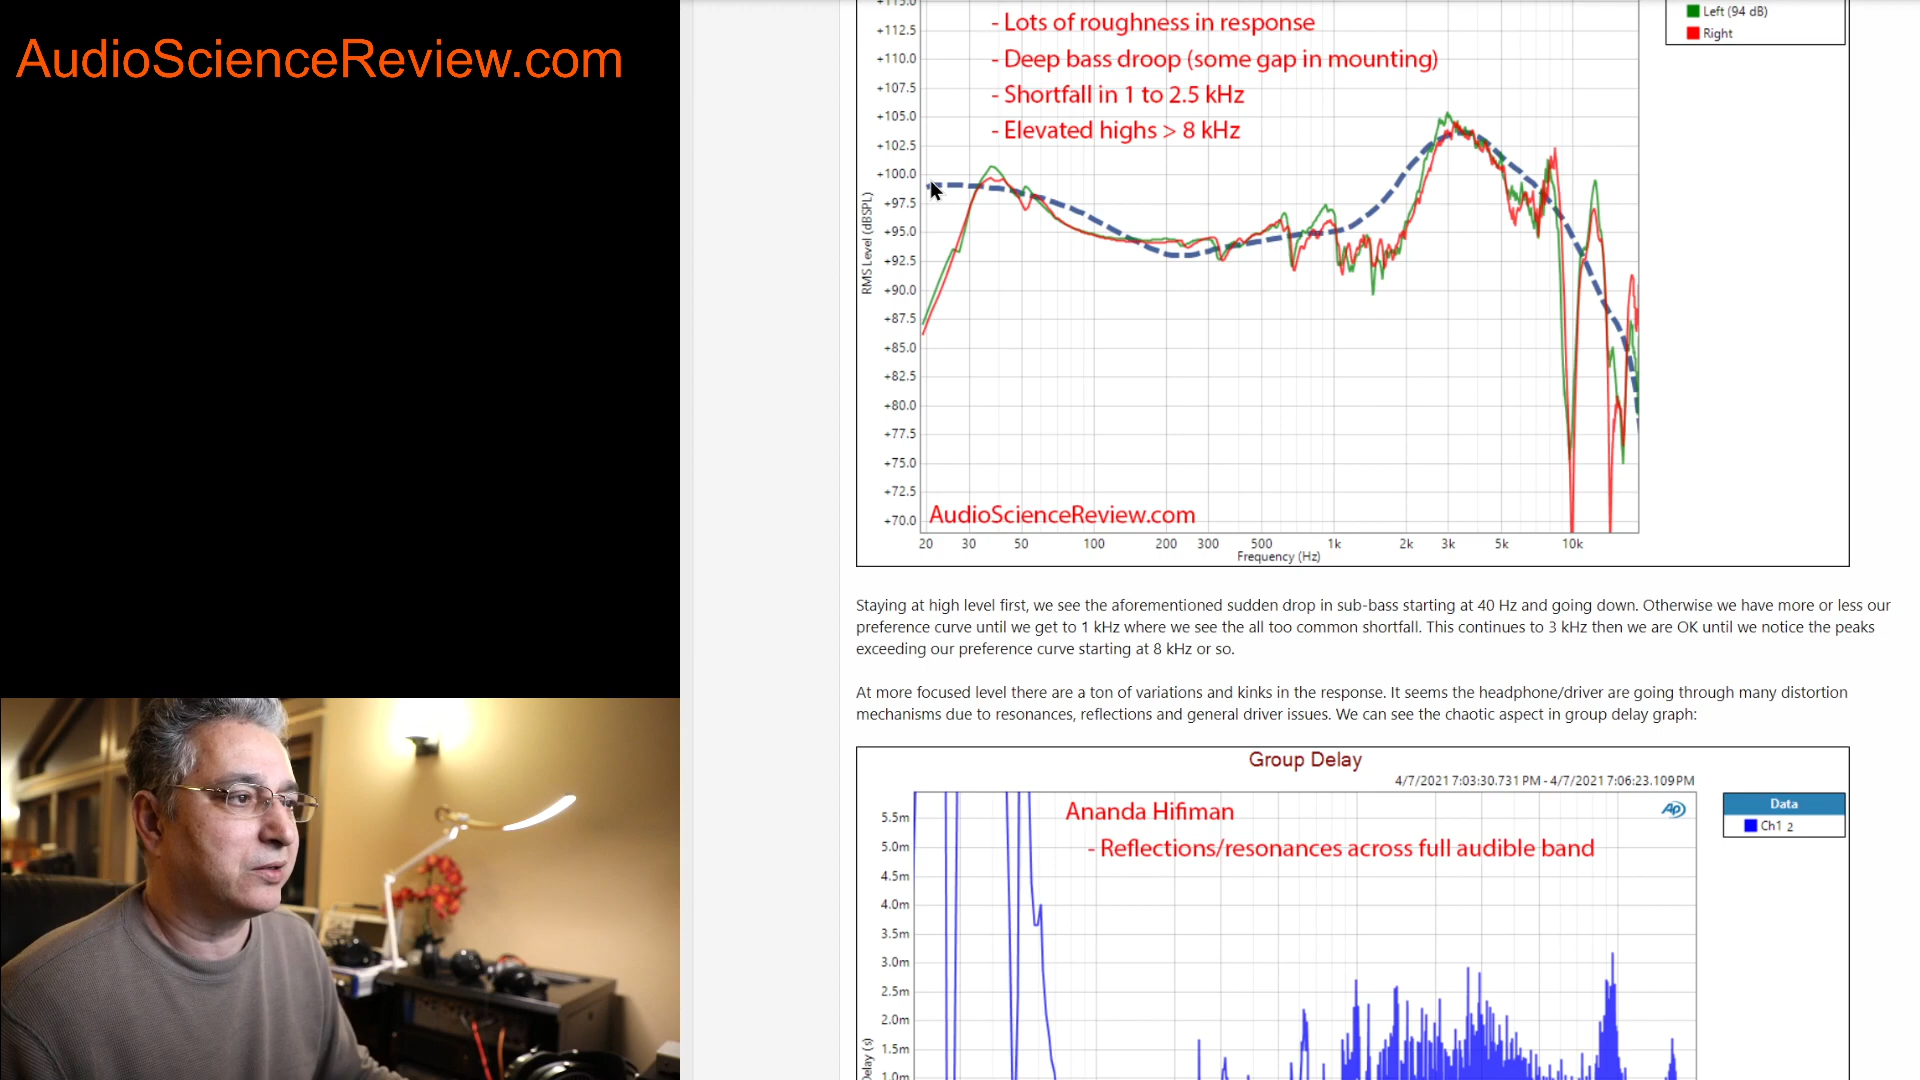 AudioScienceReview.com
+115.0
- Lots of roughness in response
Left (94 dB)
+112.5
Right
+110.0
- Deep bass droop (some gap in mounting)
+107.5
- Shortfall in 1 to 2.5 kHz
+105.0
- Elevated highs > 8 kHz
+102.5
+100.0
+97.5
+95.0
+92.5
+90.0
+87.5
+85.0
+82.5
+80.0
+77.5
+75.0
+72.5
+70.0
RMS Level (dBSPL)
AudioScienceReview.com
20 30 50 100 200 300 500 1k 2k 3k 5k 10k
Frequency (Hz)
Staying at high level first, we see the aforementioned sudden drop in sub-bass starting at 40 Hz and going down. Otherwise we have more or less our
preference curve until we get to 1 kHz where we see the all too common shortfall. This continues to 3 kHz then we are OK until we notice the peaks
exceeding our preference curve starting at 8 kHz or so.
At more focused level there are a ton of variations and kinks in the response. It seems the headphone/driver are going through many distortion
mechanisms due to resonances, reflections and general driver issues. We can see the chaotic aspect in group delay graph:
Group Delay
4/7/2021 7:03:30.731 PM - 4/7/2021 7:06:23.109 PM
Ananda Hifiman
- Reflections/resonances across full audible band
AP
Data
Ch1 2
5.5m
5.0m
4.5m
4.0m
3.5m
3.0m
2.5m
2.0m
1.5m
1.0m
Delay (s)